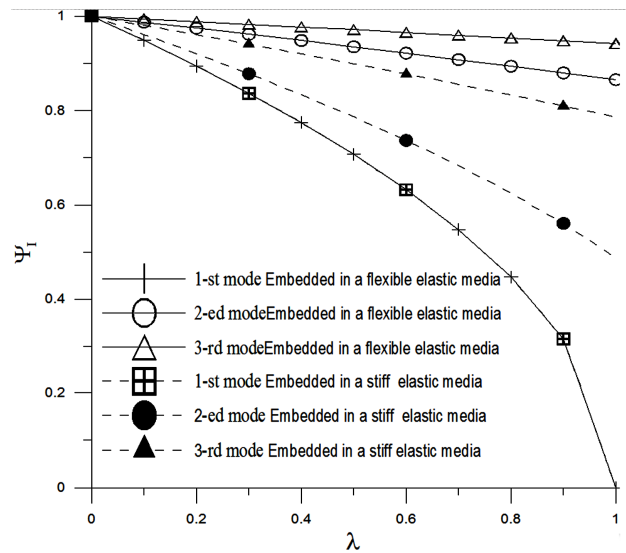 1
0.8
0.6
0.4
0.2
0
ΨI
1-st mode Embedded in a flexible elastic media
2-ed modeEmbedded in a flexible elastic media
3-rd modeEmbedded in a flexible elastic media
1-st mode Embedded in a stiff elastic media
2-ed mode Embedded in a stiff elastic media
3-rd mode Embedded in a stiff elastic media
0 0.2 0.4 0.6 0.8 1
λ